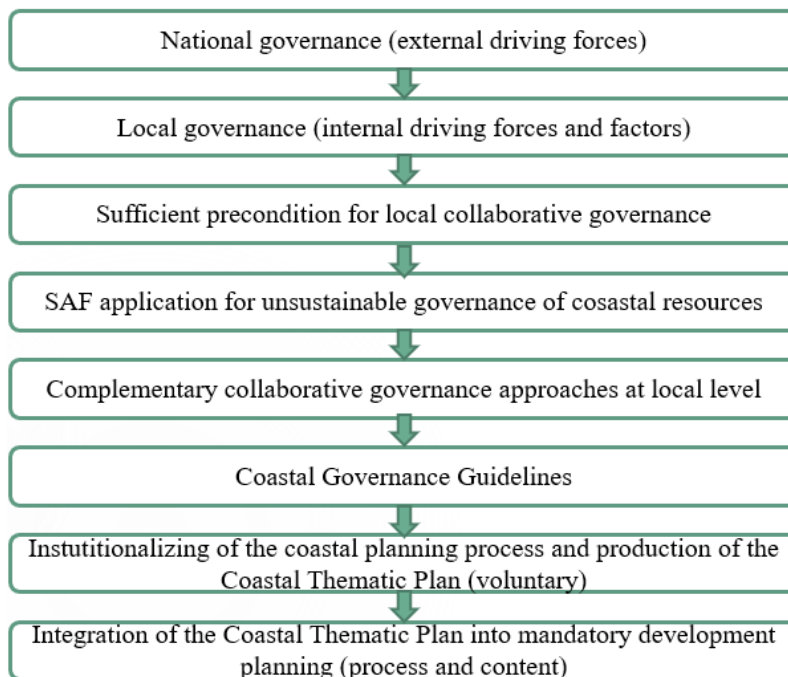 National governance (external driving forces)
Local governance (internal driving forces and factors)
Sufficient precondition for local collaborative governance
SAF application for unsustainable governance of cosastal resources
Complementary collaborative governance approaches at local level
Coastal Governance Guidelines
Instutitionalizing of the coastal planning process and production of the
Coastal Thematic Plan (voluntary)
Integration of the Coastal Thematic Plan into mandatory development
planning (process and content)